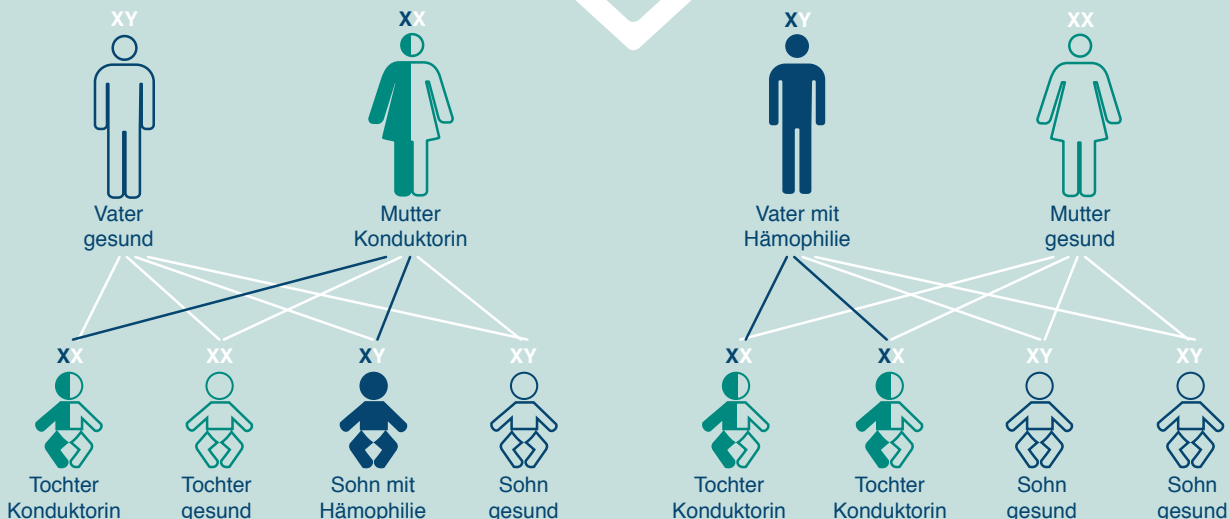 XY
XX
Vater
gesund
Mutter
Konduktorin
XX
Tochter
Konduktorin
XX
Tochter
gesund
XY
Sohn mit
Hämophilie
XY
Sohn
gesund
XY
XX
Vater mit
Hämophilie
Mutter
gesund
XX
Tochter
Konduktorin
XX
Tochter
Konduktorin
XY
Sohn
gesund
XY
Sohn
gesund